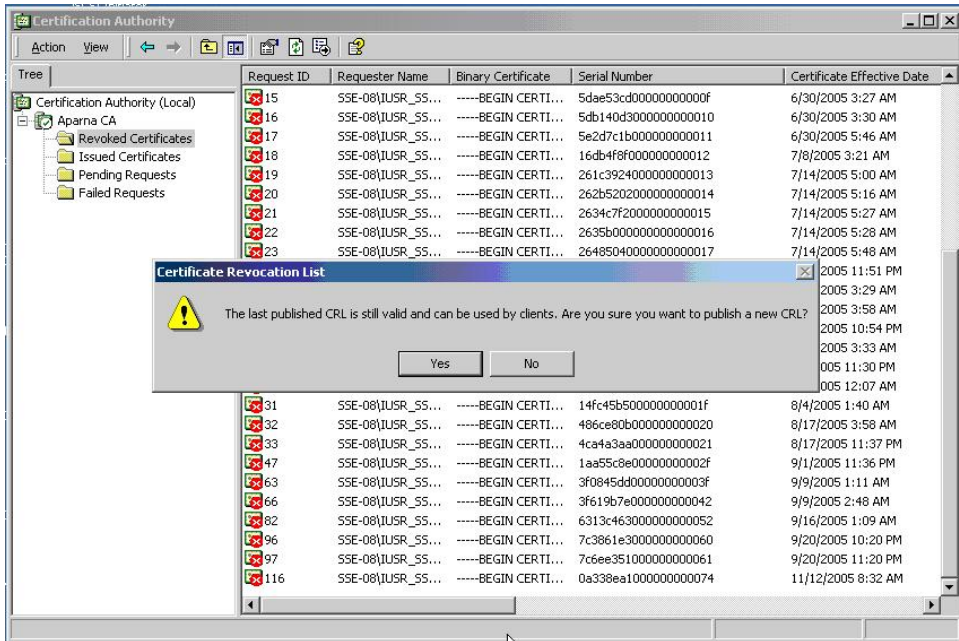 Certification Authority
Action View
Tree
Request ID Requester Name Binary Certificate Serial Number Certificate Effective Date
Certification Authority (Local)
Aparna CA
Revoked Certificates
Issued Certificates
Pending Requests
Failed Requests
15 SSE-08\IUSR_SS... -----BEGIN CERTI... 5dae53cd00000000000f 6/30/2005 3:27 AM
16 SSE-08\IUSR_SS... -----BEGIN CERTI... 5db140d3000000000010 6/30/2005 3:30 AM
17 SSE-08\IUSR_SS... -----BEGIN CERTI... 5e2d7c1b000000000011 6/30/2005 5:46 AM
18 SSE-08\IUSR_SS... -----BEGIN CERTI... 16db4f8f000000000012 7/8/2005 3:21 AM
19 SSE-08\IUSR_SS... -----BEGIN CERTI... 261c3924000000000013 7/14/2005 5:00 AM
20 SSE-08\IUSR_SS... -----BEGIN CERTI... 262b5202000000000014 7/14/2005 5:16 AM
21 SSE-08\IUSR_SS... -----BEGIN CERTI... 2634c7f2000000000015 7/14/2005 5:27 AM
22 SSE-08\IUSR_SS... -----BEGIN CERTI... 2635b000000000000016 7/14/2005 5:28 AM
23 SSE-08\IUSR_SS... -----BEGIN CERTI... 26485040000000000017 7/14/2005 5:48 AM
2005 11:51 PM
2005 3:29 AM
2005 3:58 AM
2005 10:54 PM
2005 3:33 AM
005 11:30 PM
005 12:07 AM
Certificate Revocation List
The last published CRL is still valid and can be used by clients. Are you sure you want to publish a new CRL?
Yes No
31 SSE-08\IUSR_SS... -----BEGIN CERTI... 14fc45b500000000001f 8/4/2005 1:40 AM
32 SSE-08\IUSR_SS... -----BEGIN CERTI... 486ce80b000000000020 8/17/2005 3:58 AM
33 SSE-08\IUSR_SS... -----BEGIN CERTI... 4ca4a3aa000000000021 8/17/2005 11:37 PM
47 SSE-08\IUSR_SS... -----BEGIN CERTI... 1aa55c8e00000000002f 9/1/2005 11:36 PM
63 SSE-08\IUSR_SS... -----BEGIN CERTI... 3f0845dd00000000003f 9/9/2005 1:11 AM
66 SSE-08\IUSR_SS... -----BEGIN CERTI... 3f619b7e000000000042 9/9/2005 2:48 AM
82 SSE-08\IUSR_SS... -----BEGIN CERTI... 6313c463000000000052 9/16/2005 1:09 AM
96 SSE-08\IUSR_SS... -----BEGIN CERTI... 7c3861e3000000000060 9/20/2005 10:20 PM
97 SSE-08\IUSR_SS... -----BEGIN CERTI... 7c6ee351000000000061 9/20/2005 11:20 PM
116 SSE-08\IUSR_SS... -----BEGIN CERTI... 0a338ea1000000000074 11/12/2005 8:32 AM